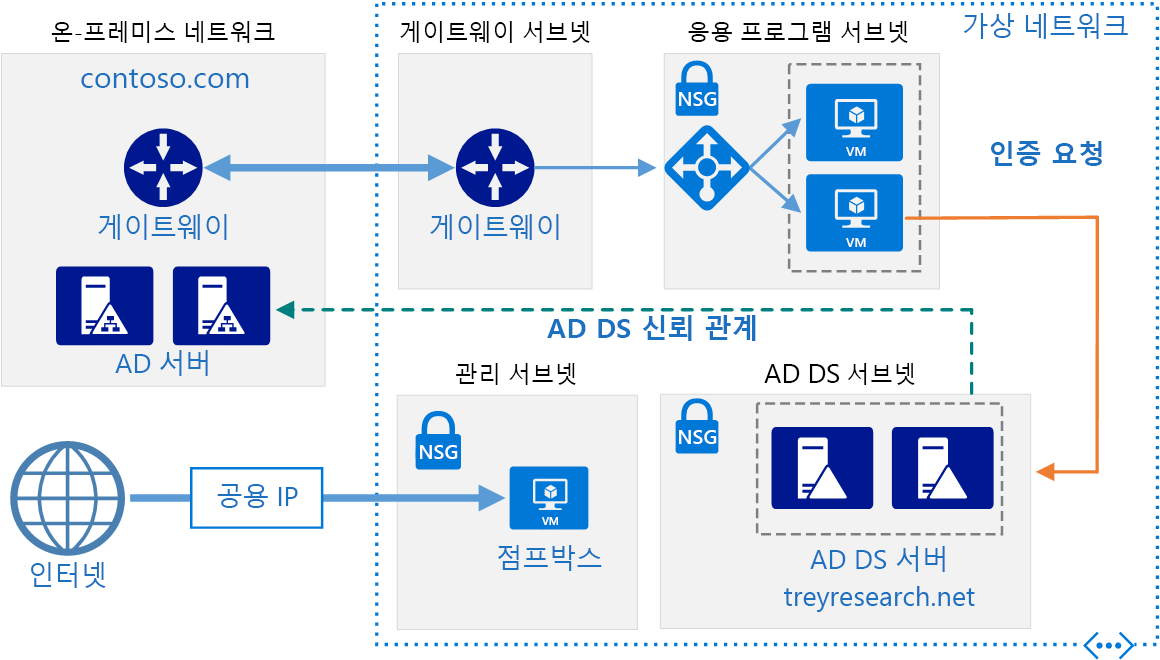 온-프레미스 네트워크
contoso.com
게이트웨이
AD 서버
게이트웨이 서브넷
게이트웨이
응용 프로그램 서브넷
NSG
VM
VM
가상 네트워크
인증 요청
AD DS 신뢰 관계
관리 서브넷
NSG
VM
점프박스
AD DS 서브넷
NSG
AD DS 서버
treyresearch.net
공용 IP
인터넷